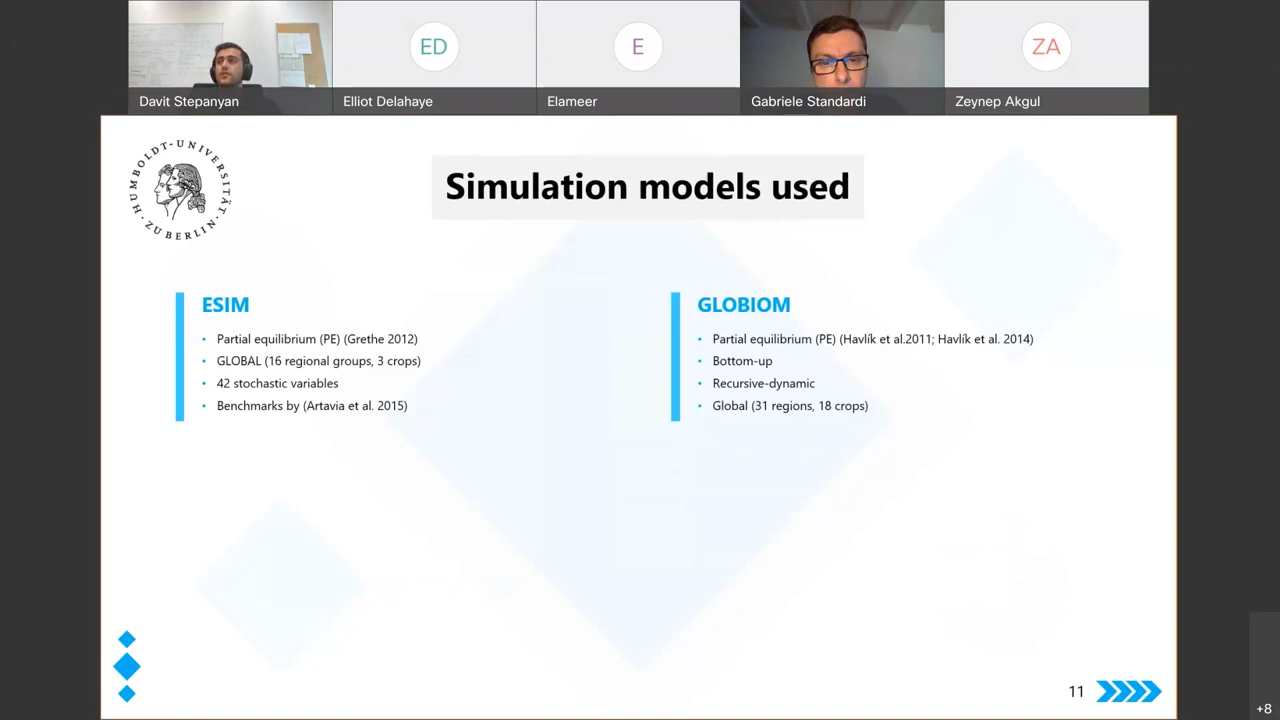 ED
E
ZA
Davit Stepanyan
Elliot Delahaye
Elameer
Gabriele Standardi
Zeynep Akgul
HUMBOLDT-UNIVERSITÄT
ZU BERLIN
Simulation models used
ESIM
• Partial equilibrium (PE) (Grethe 2012)
• GLOBAL (16 regional groups, 3 crops)
• 42 stochastic variables
• Benchmarks by (Artavia et al. 2015)
GLOBIOM
• Partial equilibrium (PE) (Havlík et al.2011; Havlík et al. 2014)
• Bottom-up
• Recursive-dynamic
• Global (31 regions, 18 crops)
11
+8